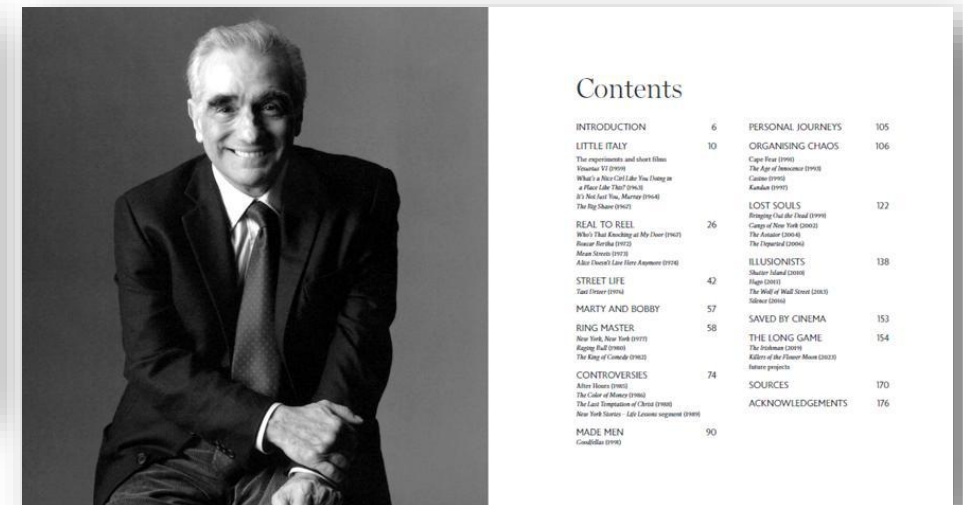 Contents
INTRODUCTION 6
LITTLE ITALY 10
The experiments and short films
Vesuvius VI (1959)
What's a Nice Girl Like You Doing in
a Place Like This? (1963)
It's Not Just You, Murray (1964)
The Big Shave (1967)
REAL TO REEL 26
Who's That Knocking at My Door (1967)
Boxcar Bertha (1972)
Mean Streets (1973)
Alice Doesn't Live Here Anymore (1974)
STREET LIFE 42
Taxi Driver (1976)
MARTY AND BOBBY 57
RING MASTER 58
New York, New York (1977)
Raging Bull (1980)
The King of Comedy (1982)
CONTROVERSIES 74
After Hours (1985)
The Color of Money (1986)
The Last Temptation of Christ (1988)
New York Stories – Life Lessons segment (1989)
MADE MEN 90
Goodfellas (1991)
PERSONAL JOURNEYS 105
ORGANISING CHAOS 106
Cape Fear (1991)
The Age of Innocence (1993)
Casino (1995)
Kundun (1997)
LOST SOULS 122
Bringing Out the Dead (1999)
Gangs of New York (2002)
The Aviator (2004)
The Departed (2006)
ILLUSIONISTS 138
Shutter Island (2010)
Hugo (2011)
The Wolf of Wall Street (2013)
Silence (2016)
SAVED BY CINEMA 153
THE LONG GAME 154
The Irishman (2019)
Killers of the Flower Moon (2023)
future projects
SOURCES 170
ACKNOWLEDGEMENTS 176